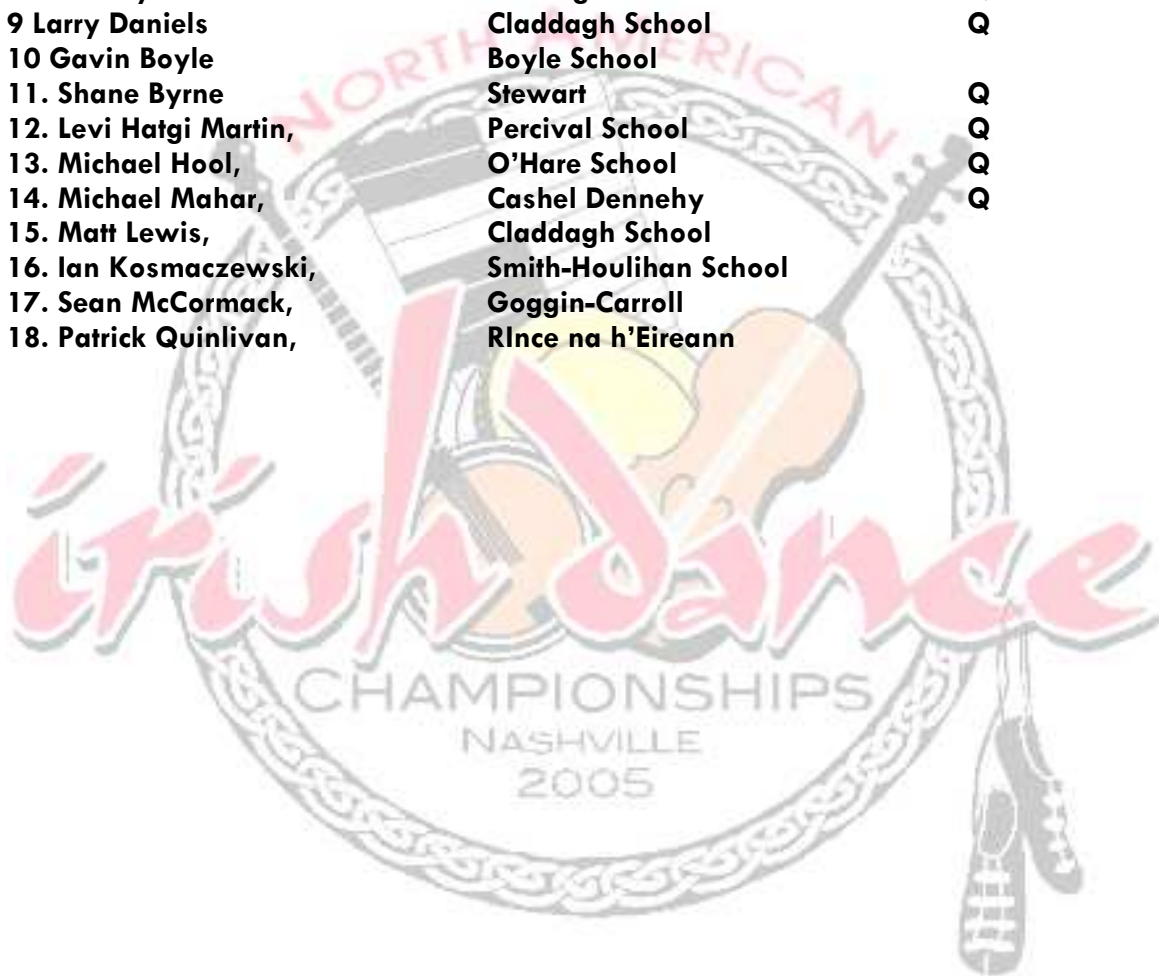 9 Larry Daniels Claddagh School Q
10 Gavin Boyle Boyle School
11. Shane Byrne Stewart Q
12. Levi Hatgi Martin, Percival School Q
13. Michael Hool, O’Hare School Q
14. Michael Mahar, Cashel Dennehy Q
15. Matt Lewis, Claddagh School
16. Ian Kosmaczewski, Smith-Houlihan School
17. Sean McCormack, Goggin-Carroll
18. Patrick Quinlivan, RInce na h’Eireann
NORTH AMERICAN
irish dance
CHAMPIONSHIPS
NASHVILLE
2005